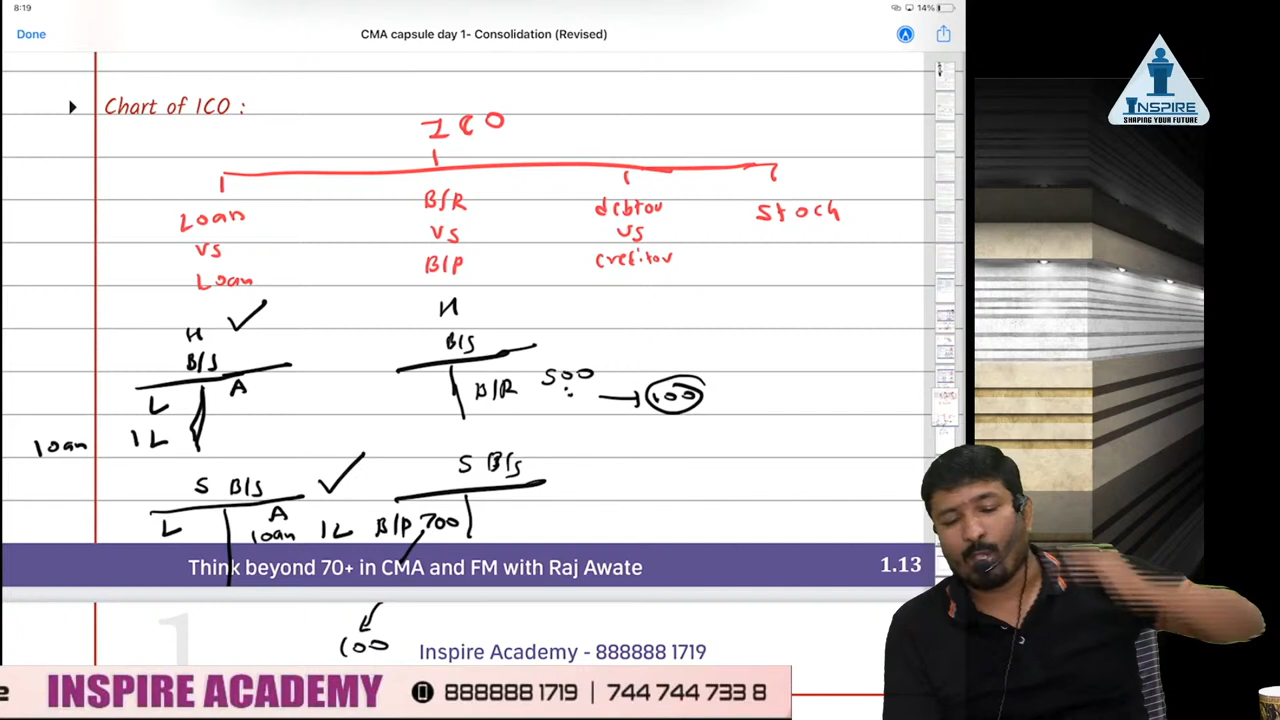 8:19
14%
Done
CMA capsule day 1- Consolidation (Revised)
Chart of ICO :
ICO
Loan
vs
Loan
B/R
vs
B/P
debtor
vs
creditor
Stock
H
B/S
L A
loan 1L
H
B/S
B/R 500
100
S B/S
L A
loan 1L
S B/S
B/P 700
100
Think beyond 70+ in CMA and FM with Raj Awate
1.13
1
Inspire Academy - 888888 1719
INSPIRE ACADEMY 888888 1719 | 744 744 733 8
INSPIRE
SHAPING YOUR FUTURE